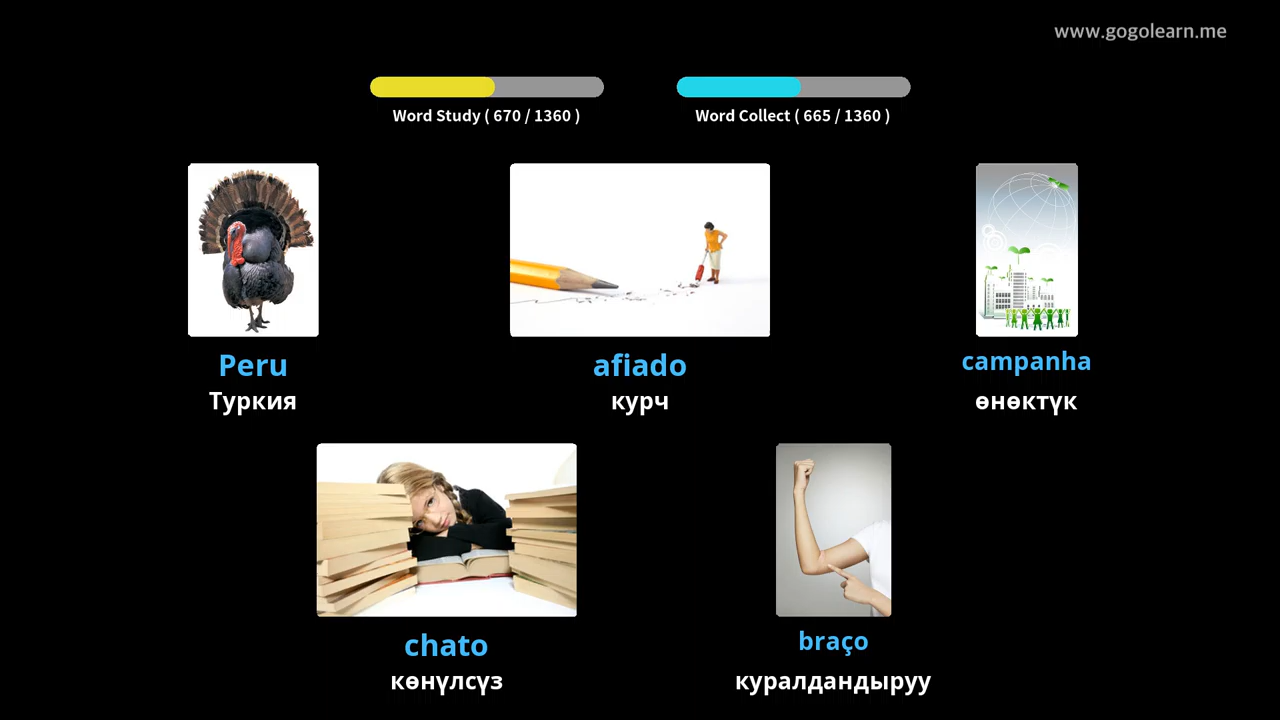 www.gogolearn.me
Word Study ( 670 / 1360 )
Word Collect ( 665 / 1360 )
Peru
Туркия
afiado
курч
campanha
өнөктүк
chato
көнүлсүз
braço
куралдандыруу